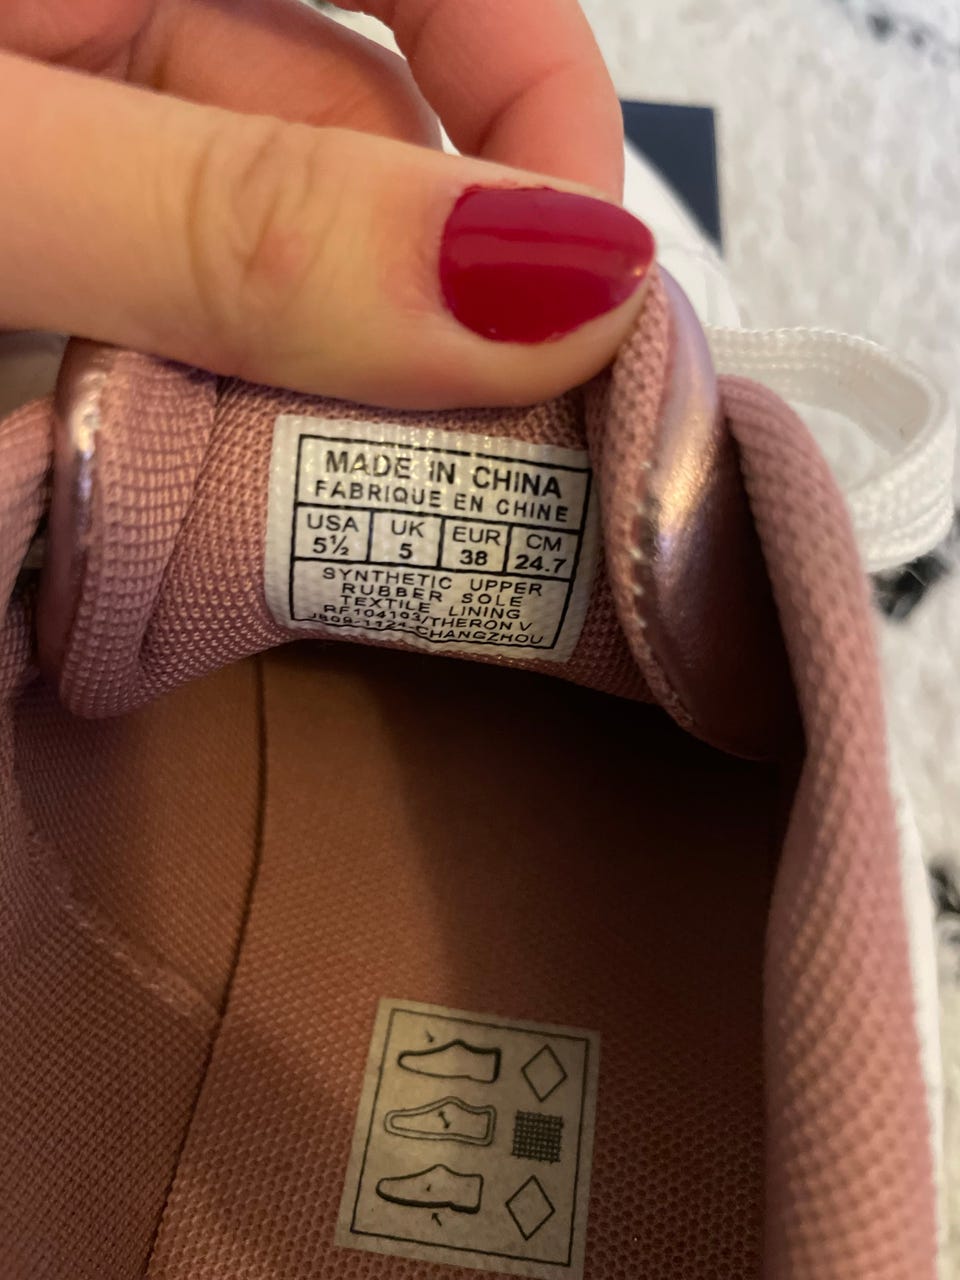 MADE IN CHINA
FABRIQUE EN CHINE
USA UK EUR CM
5½ 5 38 24.7
SYNTHETIC UPPER
RUBBER SOLE
TEXTILE LINING
RF104103/THERON V
CHANGZHOU